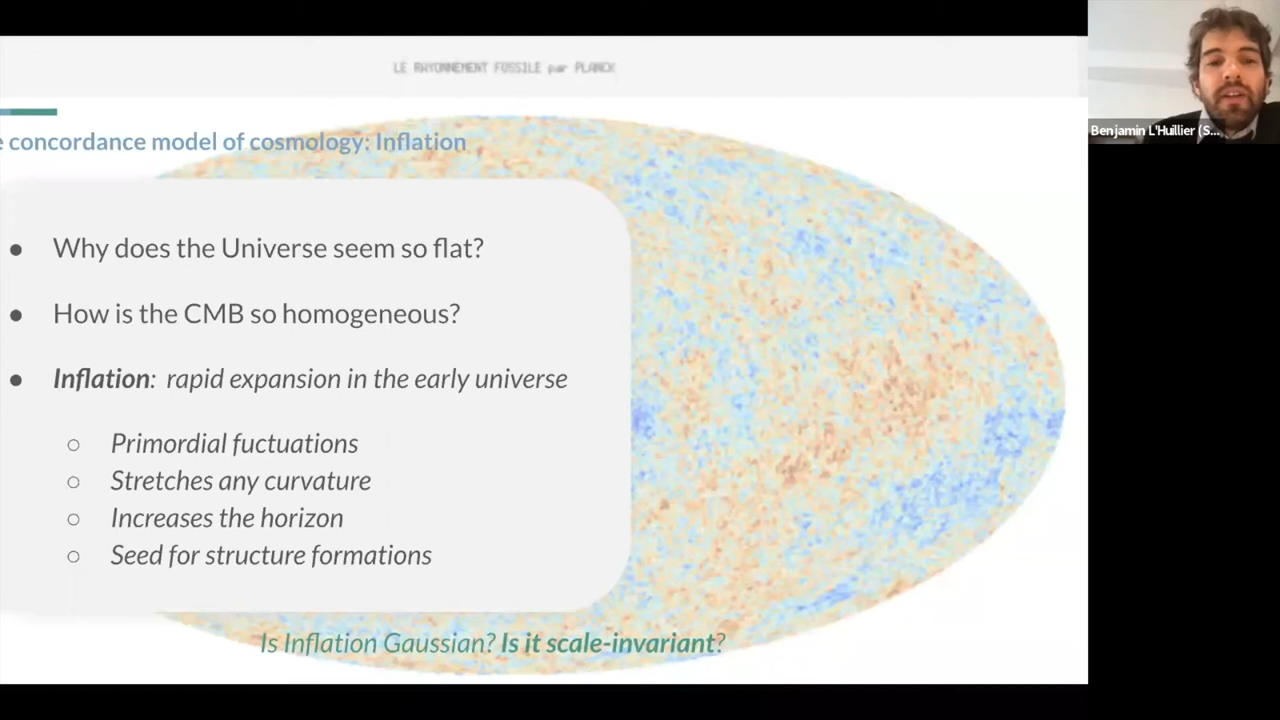 LE RAYONNEMENT FOSSILE par PLANCK
e concordance model of cosmology: Inflation
Benjamin L'Huillier (S...
● Why does the Universe seem so flat?
● How is the CMB so homogeneous?
● Inflation: rapid expansion in the early universe
○ Primordial fuctuations
○ Stretches any curvature
○ Increases the horizon
○ Seed for structure formations
Is Inflation Gaussian? Is it scale-invariant?